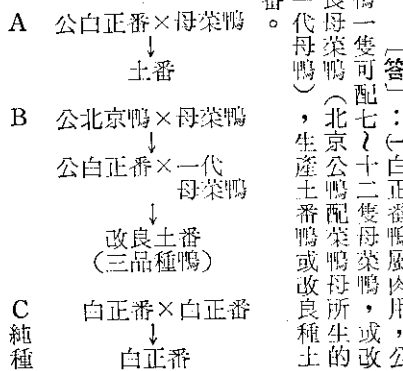 〔答〕：(一)白正番鴨屬肉用，公
鴨一隻可配七～十二隻母菜鴨，或改
良母菜鴨（北京公鴨配菜鴨母所生的
一代母鴨），生產土番鴨或改良種土
番。
A 公白正番×母菜鴨
↓
土番
B 公北京鴨×母菜鴨
↓
公白正番×一代
母菜鴨
↓
改良土番
（三品種鴨）
C純種 白正番×白正番
↓
白正番